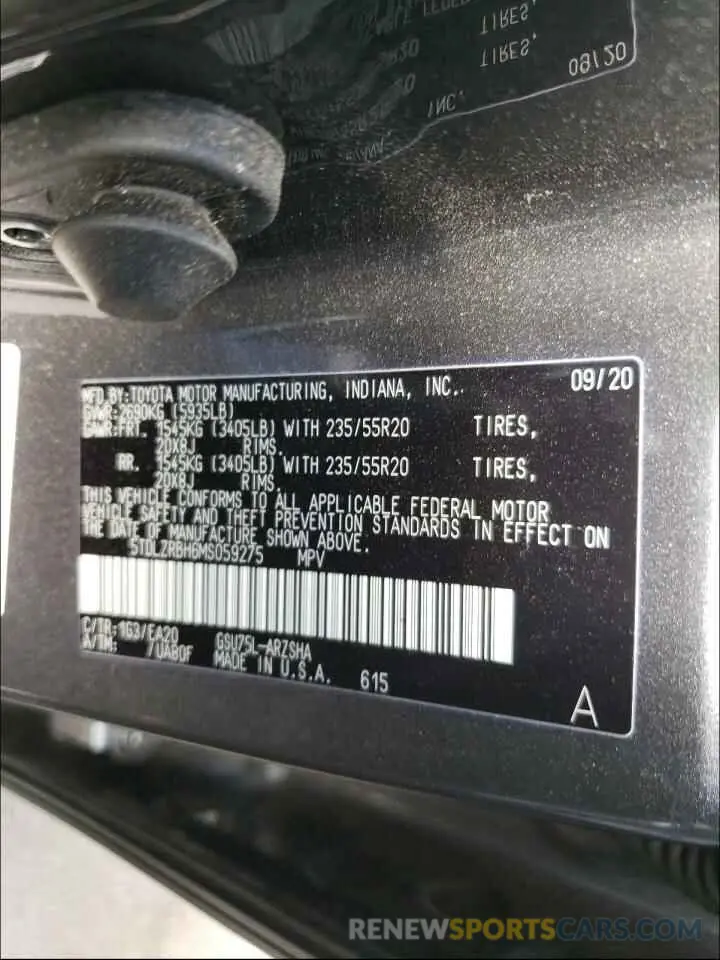 TIRES,
TIRES,
09/20
INC.
MFD.BY:TOYOTA MOTOR MANUFACTURING, INDIANA, INC. 09/20
GVWR:2690KG (5935LB)
GAWR:FRT. 1545KG (3405LB) WITH 235/55R20 TIRES,
20X8J RIMS.
RR. 1545KG (3405LB) WITH 235/55R20 TIRES,
20X8J RIMS.
THIS VEHICLE CONFORMS TO ALL APPLICABLE FEDERAL MOTOR
VEHICLE SAFETY AND THEFT PREVENTION STANDARDS IN EFFECT ON
THE DATE OF MANUFACTURE SHOWN ABOVE.
5TDLZRBH6MS059275 MPV
C/TR: 1G3/EA20 GSU75L-ARZSHA
A/TM: /UA80F MADE IN U.S.A. 615
A
RENEWSPORTSCARS.COM